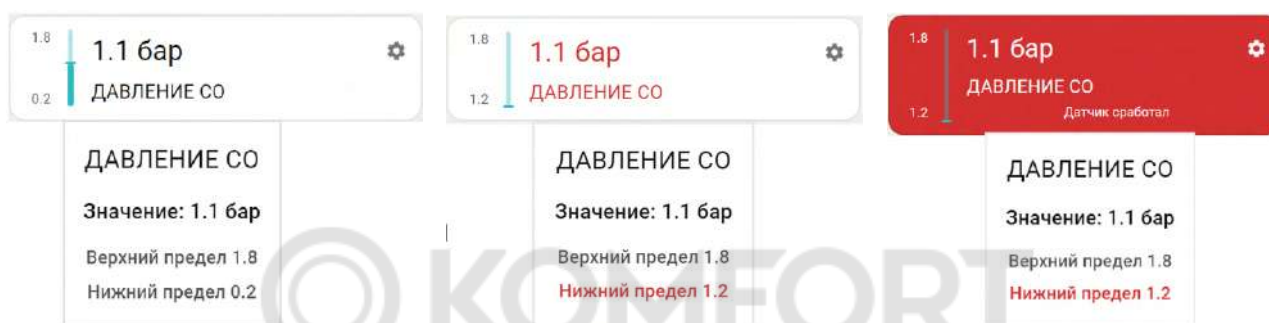 1.8
1.1 бар
0.2
ДАВЛЕНИЕ СО
ДАВЛЕНИЕ СО
Значение: 1.1 бар
Верхний предел 1.8
Нижний предел 0.2
1.8
1.1 бар
1.2
ДАВЛЕНИЕ СО
ДАВЛЕНИЕ СО
Значение: 1.1 бар
Верхний предел 1.8
Нижний предел 1.2
1.8
1.1 бар
ДАВЛЕНИЕ СО
1.2
Датчик сработал
ДАВЛЕНИЕ СО
Значение: 1.1 бар
Верхний предел 1.8
Нижний предел 1.2
KOMFORT